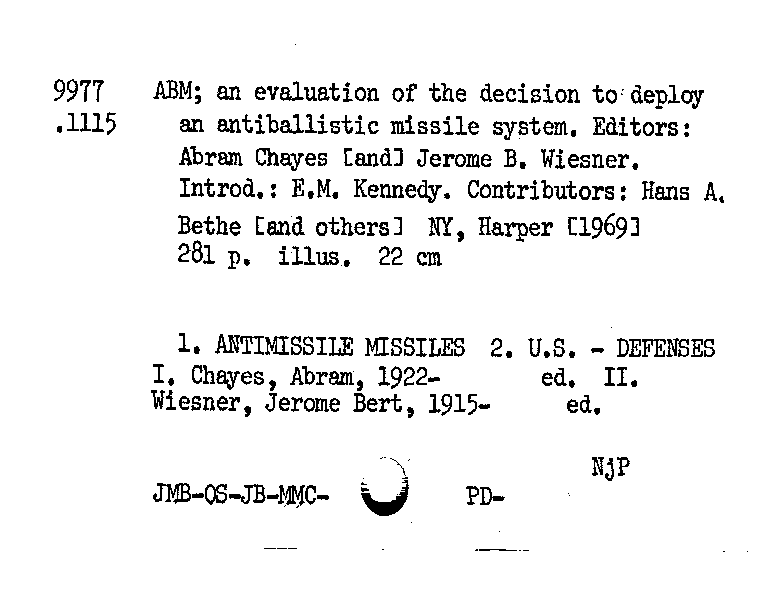 9977 ABM; an evaluation of the decision to deploy
.1115 an antiballistic missile system. Editors:
Abram Chayes [and] Jerome B. Wiesner.
Introd.: E.M. Kennedy. Contributors: Hans A.
Bethe [and others] NY, Harper [1969]
281 p. illus. 22 cm
1. ANTIMISSILE MISSILES 2. U.S. - DEFENSES
I. Chayes, Abram, 1922- ed. II.
Wiesner, Jerome Bert, 1915- ed.
NjP
JMB-OS-JB-MMC- PD-